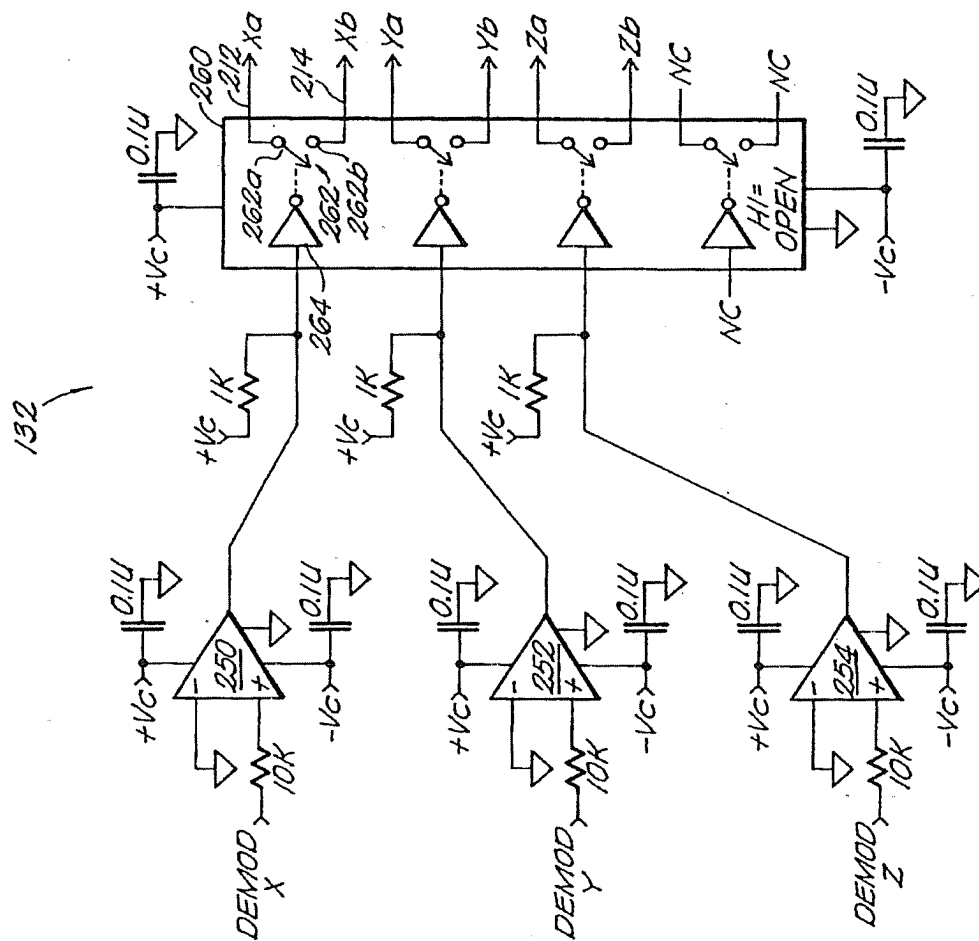 132
+Vc
0.1U
260
212
Xa
262a
262
262b
264
214
Xb
Ya
Yb
Za
Zb
NC
NC
NC
HI=
OPEN
-Vc
0.1U
+Vc
1K
+Vc
1K
+Vc
1K
+Vc
0.1U
-
250
+
-Vc
0.1U
10K
DEMOD
X
+Vc
0.1U
-
252
+
-Vc
0.1U
10K
DEMOD
Y
+Vc
0.1U
-
254
+
-Vc
0.1U
10K
DEMOD
Z